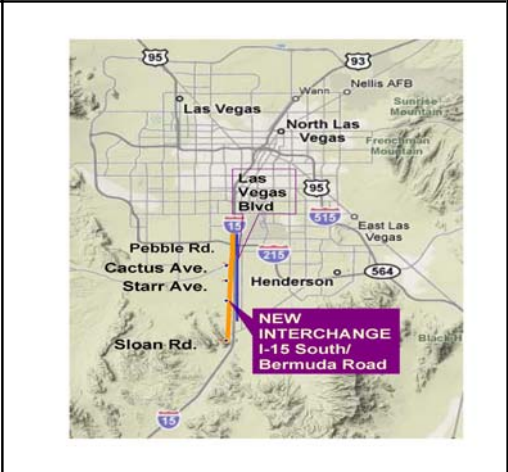 95
93
Nellis AFB
Wann
Las Vegas
Sunrise
Mountain
North Las
Vegas
Frenchman
Mountain
Las
Vegas
Blvd
95
15
515
East Las
Vegas
Pebble Rd.
215
Cactus Ave.
564
Starr Ave.
Henderson
NEW
INTERCHANGE
I-15 South/
Bermuda Road
Sloan Rd.
Black H
15